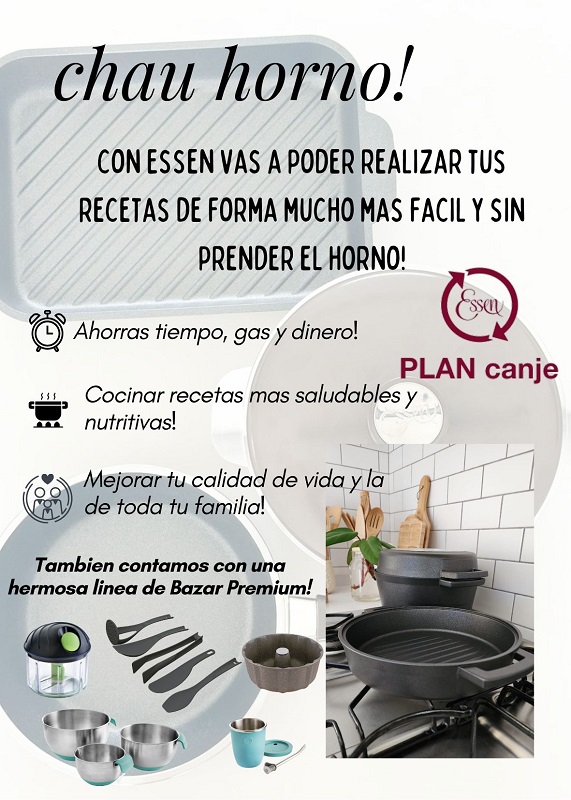 chau horno!
CON ESSEN VAS A PODER REALIZAR TUS
RECETAS DE FORMA MUCHO MAS FACIL Y SIN
PRENDER EL HORNO!
Essen
PLAN canje
Ahorras tiempo, gas y dinero!
Cocinar recetas mas saludables y
nutritivas!
Mejorar tu calidad de vida y la
de toda tu familia!
Tambien contamos con una
hermosa linea de Bazar Premium!